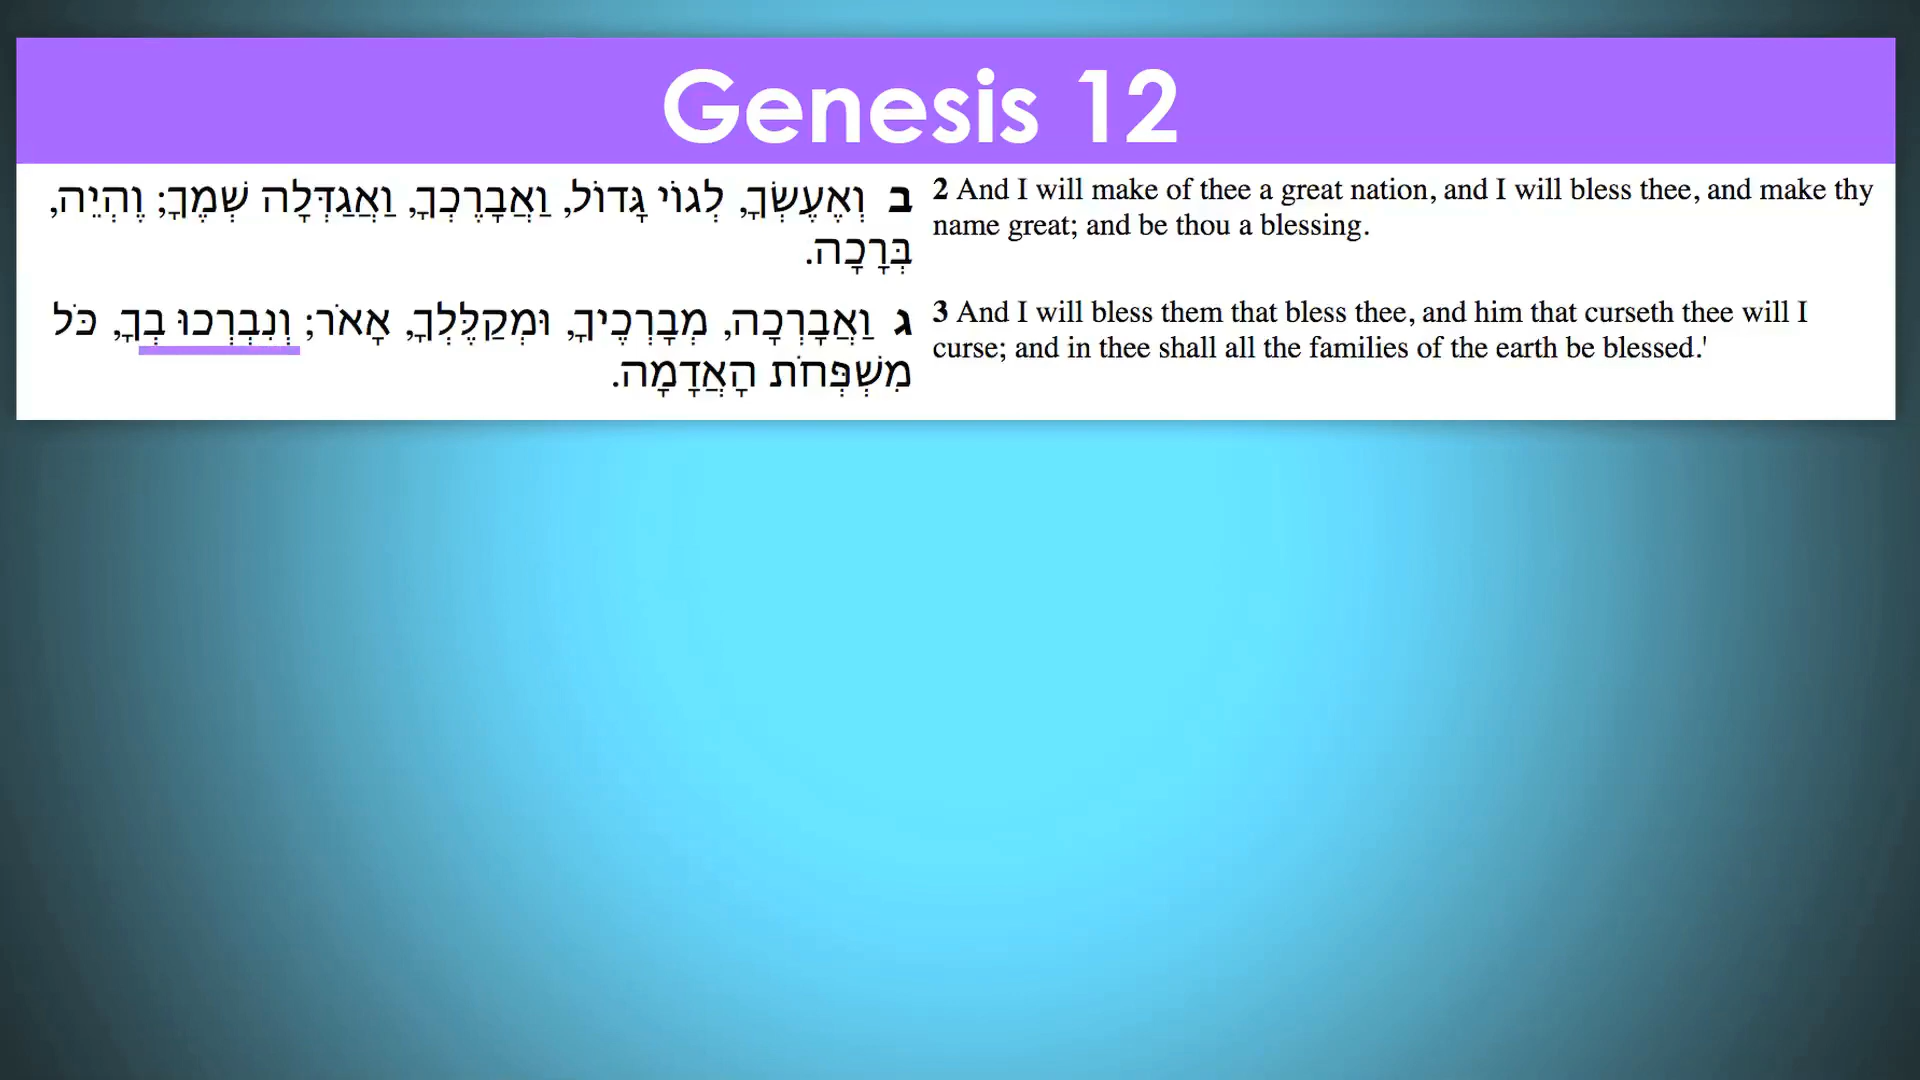 Genesis 12
ב וְאֶעֶשְׂךָ, לְגוֹי גָּדוֹל, וַאֲבָרֶכְךָ, וַאֲגַדְּלָה שְׁמֶךָ; וֶהְיֵה,
בְּרָכָה.
2 And I will make of thee a great nation, and I will bless thee, and make thy
name great; and be thou a blessing.
ג וַאֲבָרְכָה, מְבָרְכֶיךָ, וּמְקַלֶּלְךָ, אָאֹר; וְנִבְרְכוּ בְךָ, כֹּל
מִשְׁפְּחֹת הָאֲדָמָה.
3 And I will bless them that bless thee, and him that curseth thee will I
curse; and in thee shall all the families of the earth be blessed.'